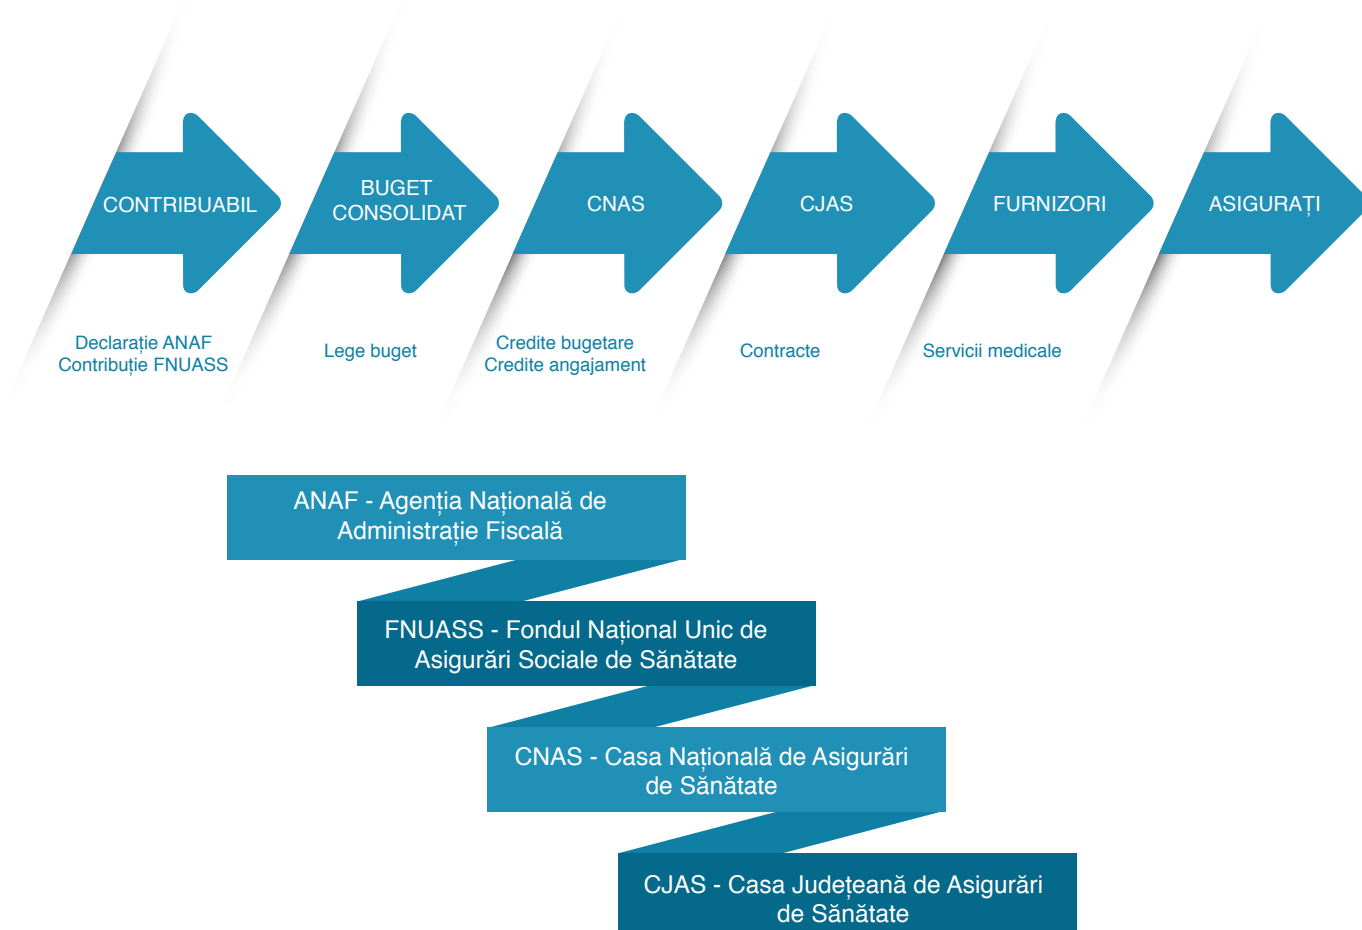 CONTRIBUABIL
BUGET
CONSOLIDAT
CNAS
CJAS
FURNIZORI
ASIGURAȚI
Declarație ANAF
Contribuție FNUASS
Lege buget
Credite bugetare
Credite angajament
Contracte
Servicii medicale
ANAF - Agenția Națională de
Administrație Fiscală
FNUASS - Fondul Național Unic de
Asigurări Sociale de Sănătate
CNAS - Casa Națională de Asigurări
de Sănătate
CJAS - Casa Județeană de Asigurări
de Sănătate